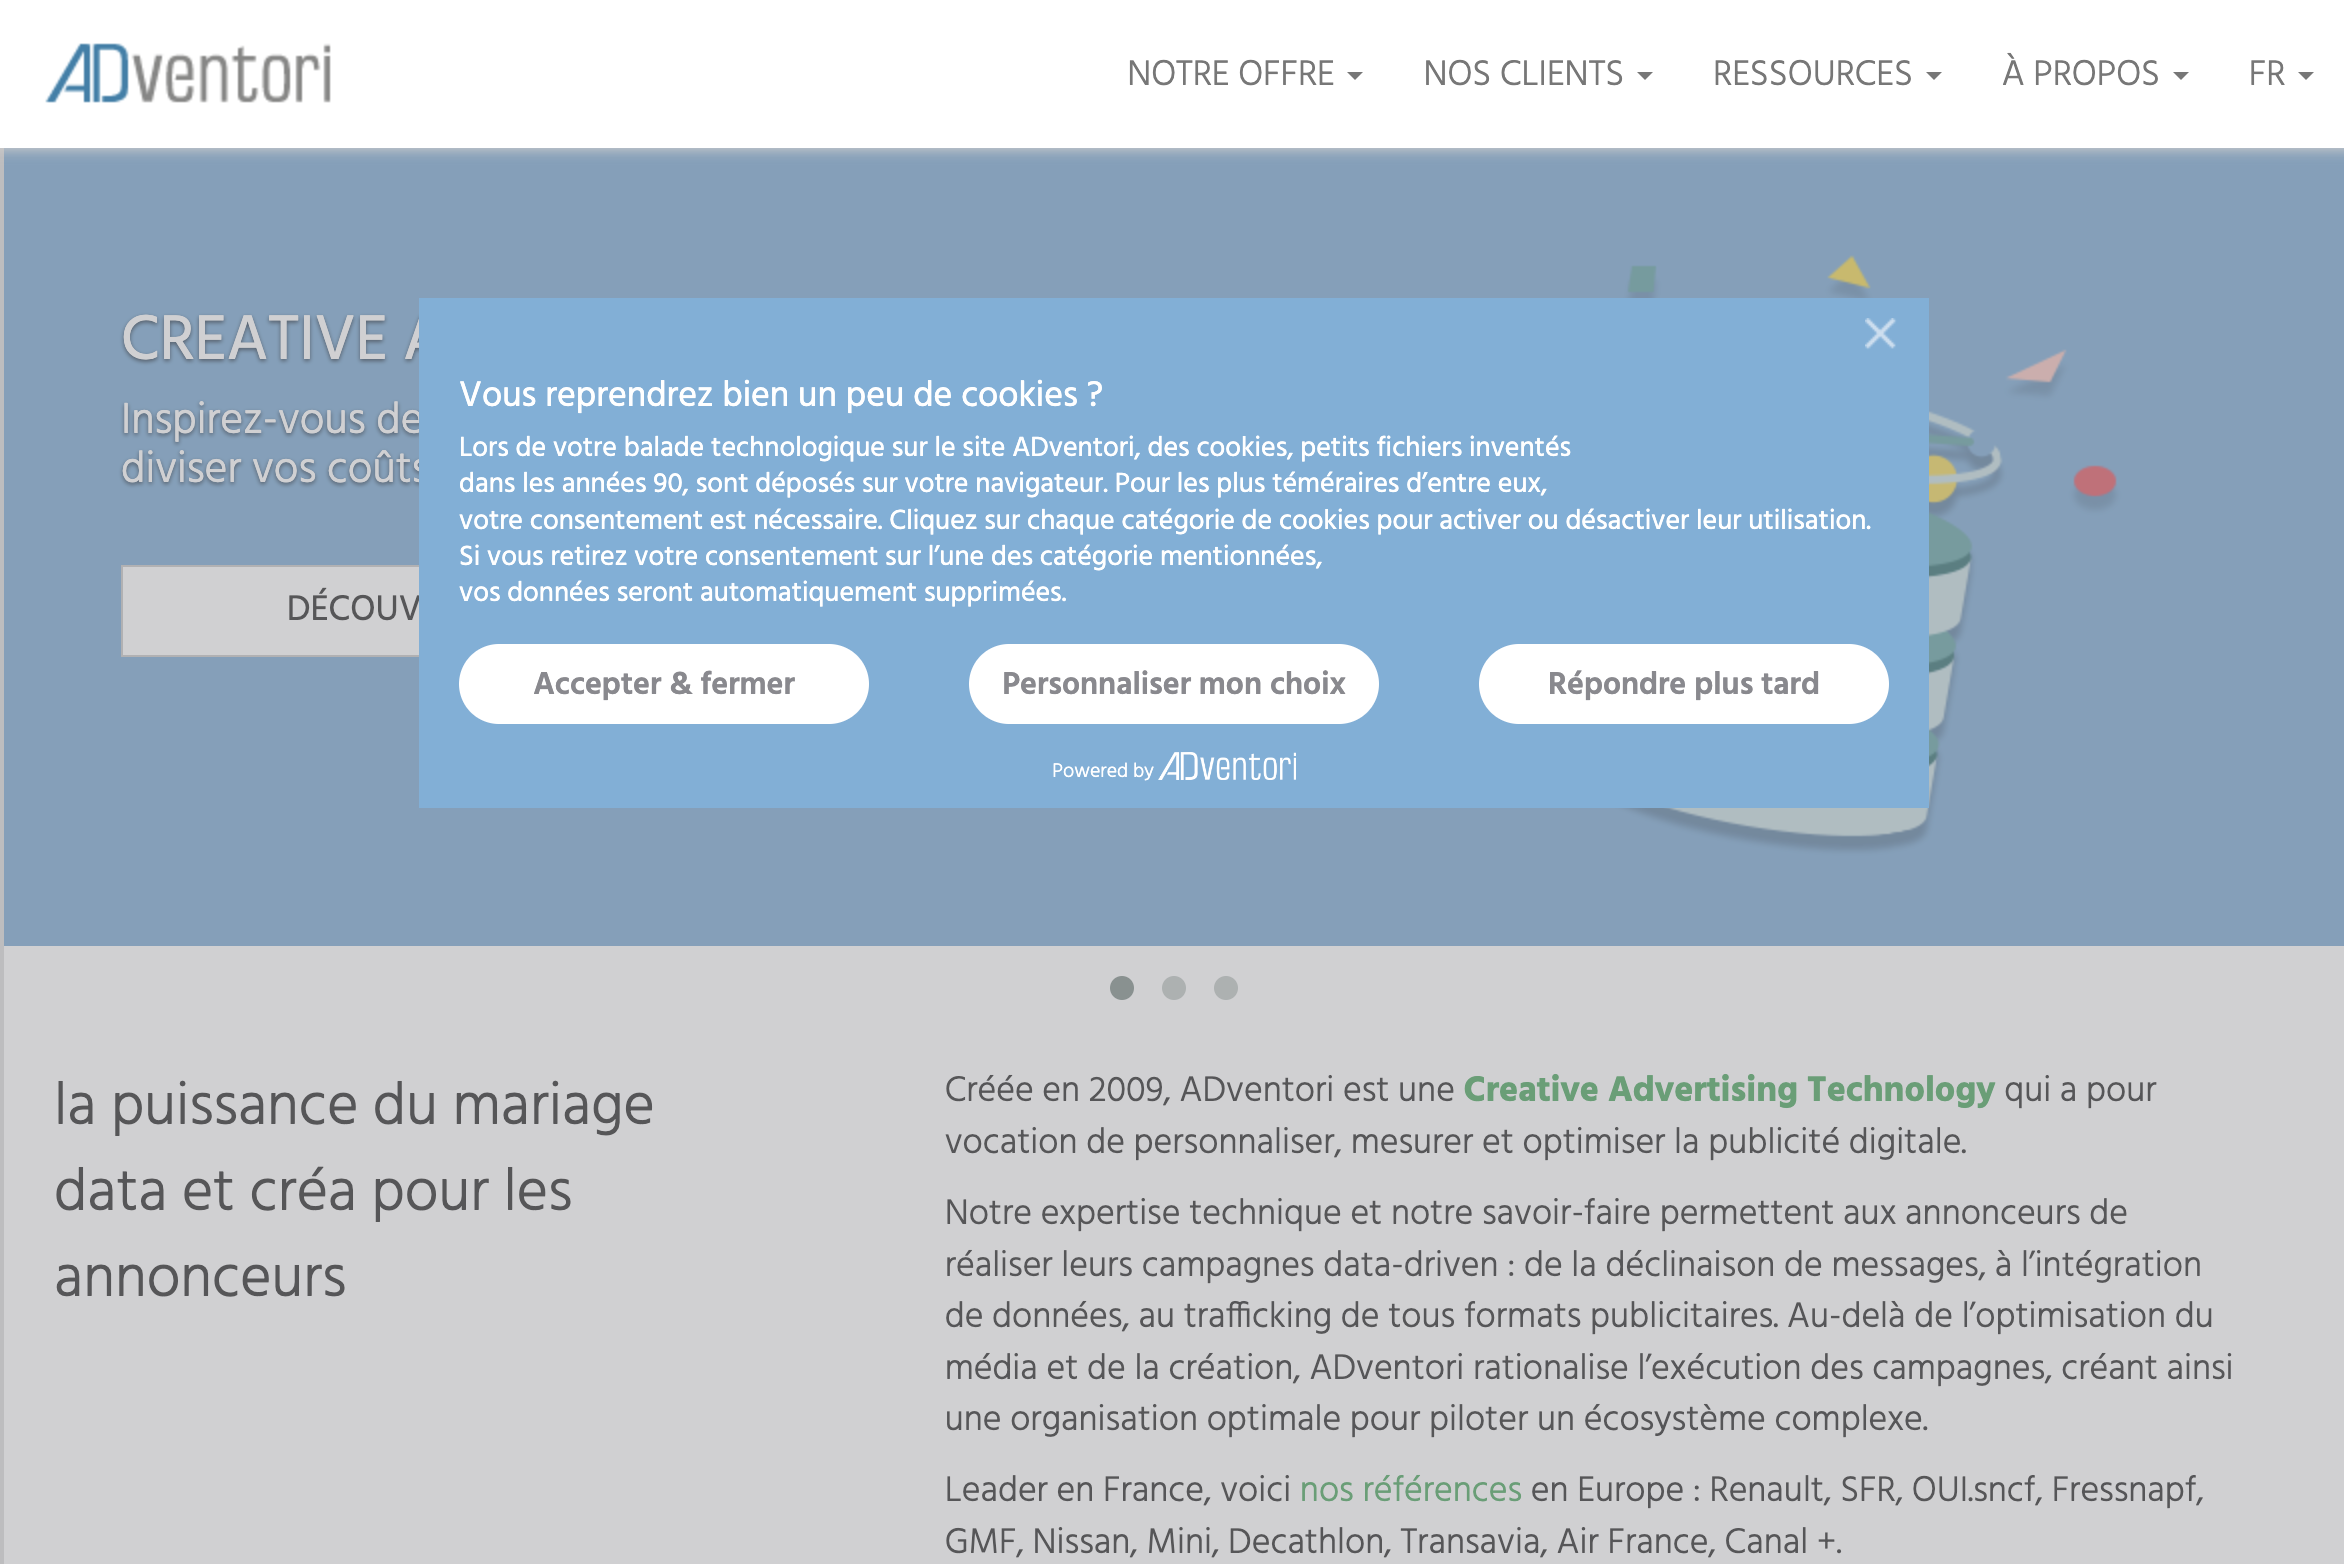 ADventori
NOTRE OFFRE NOS CLIENTS RESSOURCES À PROPOS FR
CREATIVE
Inspirez-vous de
diviser vos coûts
DÉCOUV
Vous reprendrez bien un peu de cookies ?
Lors de votre balade technologique sur le site ADventori, des cookies, petits fichiers inventés
dans les années 90, sont déposés sur votre navigateur. Pour les plus téméraires d’entre eux,
votre consentement est nécessaire. Cliquez sur chaque catégorie de cookies pour activer ou désactiver leur utilisation.
Si vous retirez votre consentement sur l’une des catégorie mentionnées,
vos données seront automatiquement supprimées.
Accepter & fermer
Personnaliser mon choix
Répondre plus tard
Powered by ADventori
la puissance du mariage
data et créa pour les
annonceurs
Créée en 2009, ADventori est une Creative Advertising Technology qui a pour
vocation de personnaliser, mesurer et optimiser la publicité digitale.
Notre expertise technique et notre savoir-faire permettent aux annonceurs de
réaliser leurs campagnes data-driven : de la déclinaison de messages, à l’intégration
de données, au trafficking de tous formats publicitaires. Au-delà de l’optimisation du
média et de la création, ADventori rationalise l’exécution des campagnes, créant ainsi
une organisation optimale pour piloter un écosystème complexe.
Leader en France, voici nos références en Europe : Renault, SFR, OUI.sncf, Fressnapf,
GMF, Nissan, Mini, Decathlon, Transavia, Air France, Canal +.